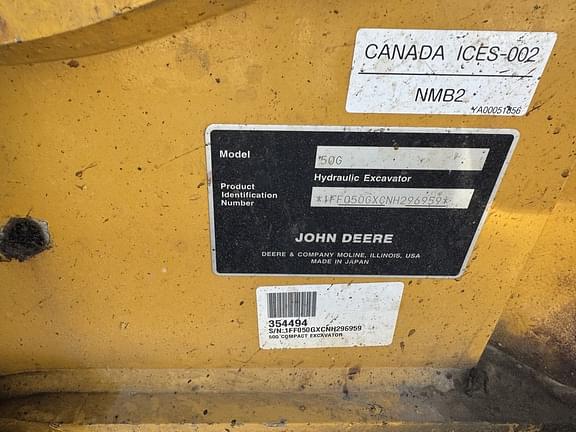 CANADA ICES-002
NMB2
YA00051856
Model
50G
Hydraulic Excavator
Product
Identification
Number
*1FF050GXCNH296959*
JOHN DEERE
DEERE & COMPANY MOLINE, ILLINOIS, USA
MADE IN JAPAN
354494
S/N:1FF050GXCNH296959
50G COMPACT EXCAVATOR